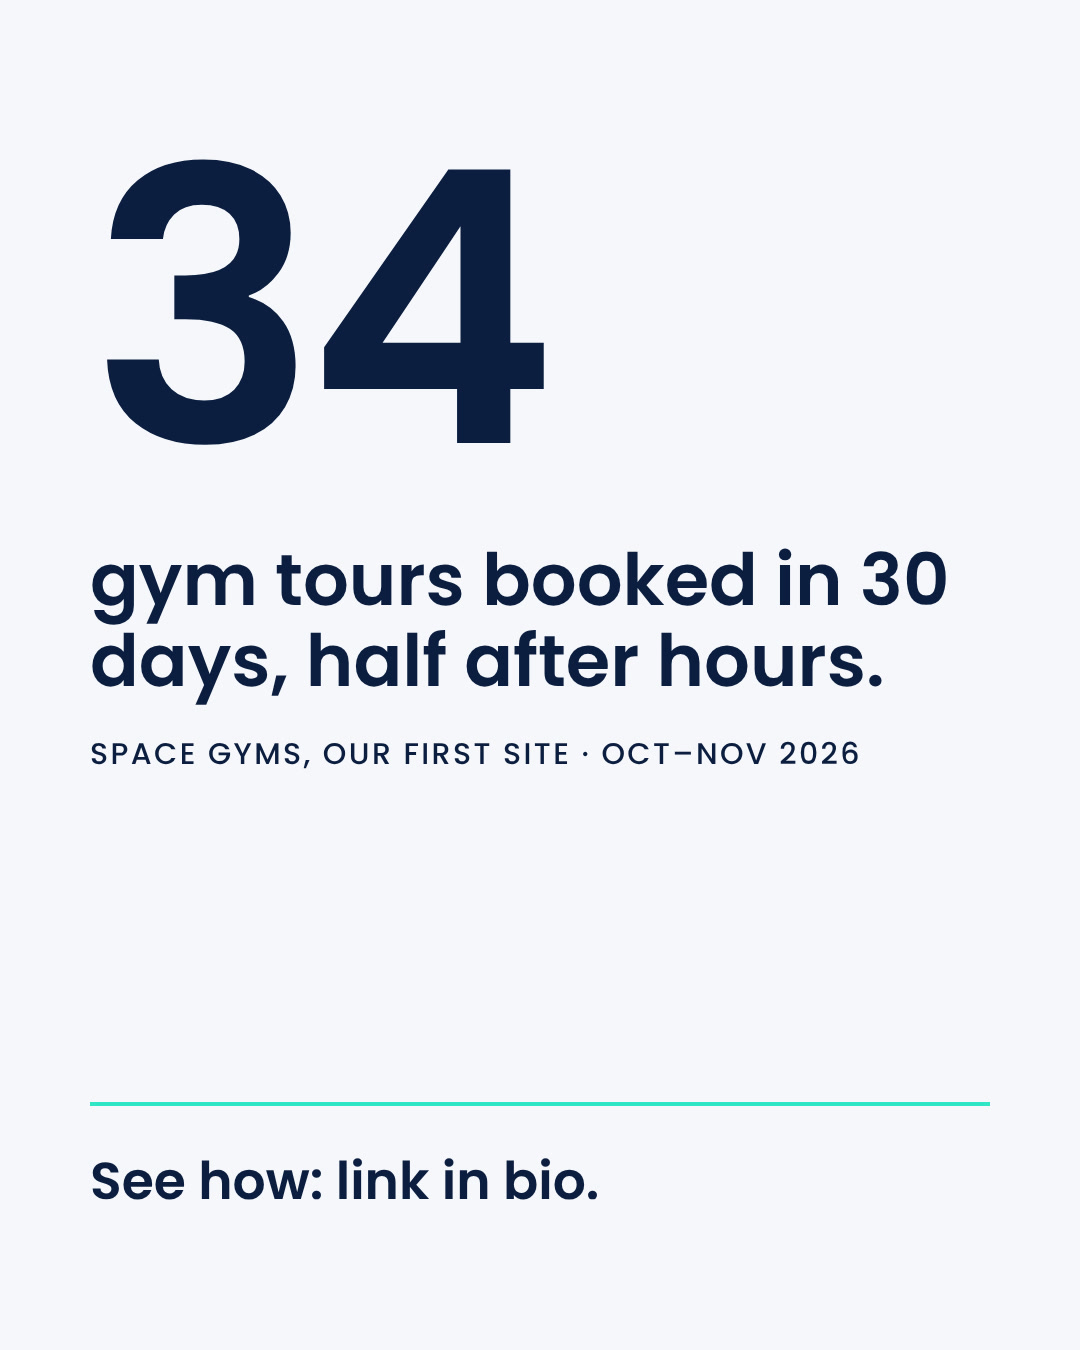 34
gym tours booked in 30
days, half after hours.
SPACE GYMS, OUR FIRST SITE · OCT–NOV 2026
See how: link in bio.